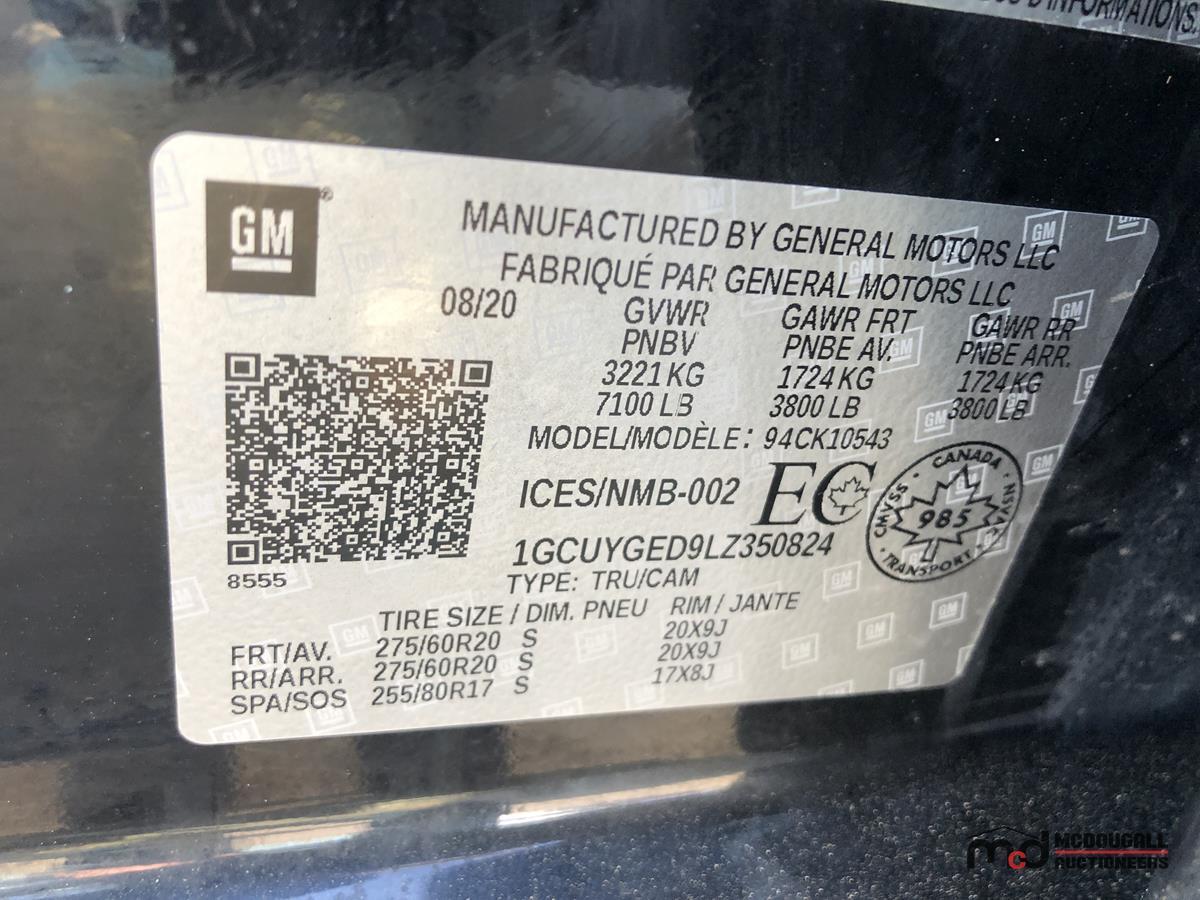 D'INFORMATIONS.
GM
®
MANUFACTURED BY GENERAL MOTORS LLC
FABRIQUÉ PAR GENERAL MOTORS LLC
08/20 GVWR GAWR FRT GAWR RR
PNBV PNBE AV. PNBE ARR.
3221 KG 1724 KG 1724 KG
7100 LB 3800 LB 3800 LB
MODEL/MODÈLE: 94CK10543
ICES/NMB-002 EC
CANADA
CMVSS 985 NSVAC
TRANSPORT
1GCUYGED9LZ350824
8555 TYPE: TRU/CAM
TIRE SIZE / DIM. PNEU RIM / JANTE
FRT/AV. 275/60R20 S 20X9J
RR/ARR. 275/60R20 S 20X9J
SPA/SOS 255/80R17 S 17X8J
mcd MCDOUGALL
AUCTIONEERS